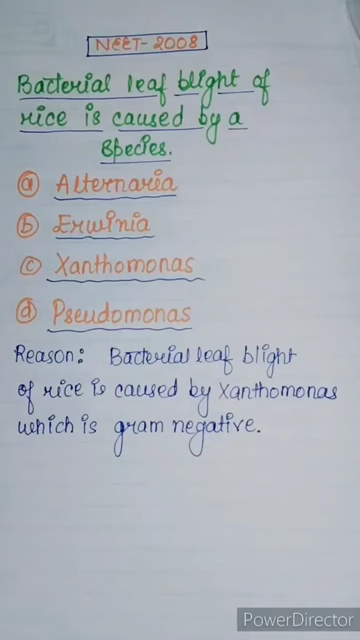 NEET-2008
Bacterial leaf blight of
rice is caused by a
species.
a Alternaria
b Erwinia
c Xanthomonas
d Pseudomonas
Reason: Bacterial leaf blight
of rice is caused by Xanthomonas
which is gram negative.
PowerDirector